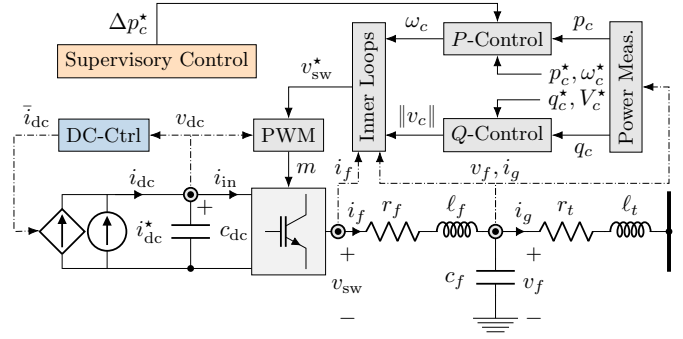 Δp_c^⋆
Supervisory Control
ω_c
P-Control
p_c
v_sw^⋆
Inner Loops
p_c^⋆, ω_c^⋆
q_c^⋆, V_c^⋆
Power Meas.
i̅_dc
DC-Ctrl
v_dc
PWM
‖v_c‖
Q-Control
q_c
m
i_f
v_f, i_g
i_dc
i_in
i_dc^⋆
+
c_dc
i_f
r_f
ℓ_f
i_g
r_t
ℓ_t
+
v_sw
−
c_f
+
v_f
−